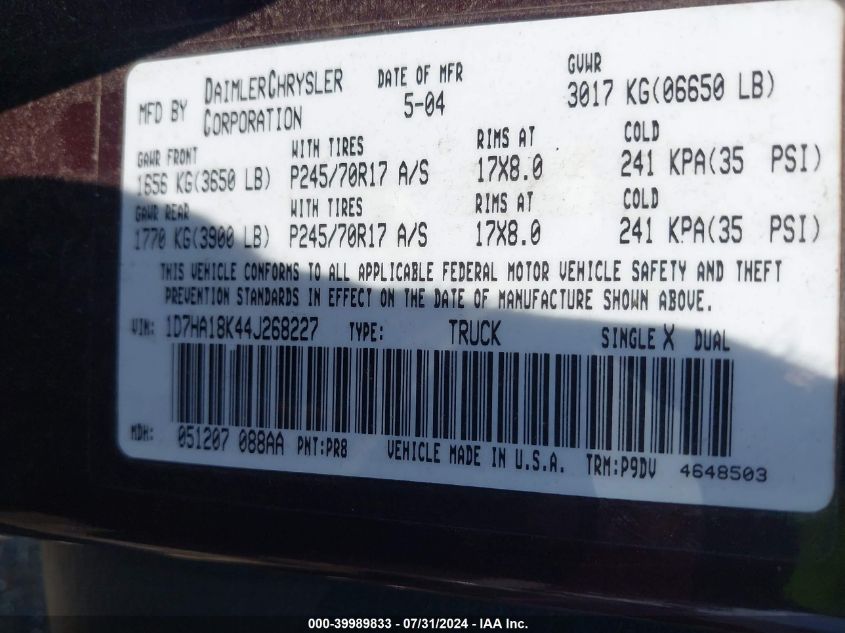 MFD BY DAIMLERCHRYSLER CORPORATION DATE OF MFR 5-04 GVWR 3017 KG(06650 LB)
GAWR FRONT WITH TIRES RIMS AT COLD
1656 KG(3650 LB) P245/70R17 A/S 17X8.0 241 KPA(35 PSI)
GAWR REAR WITH TIRES RIMS AT COLD
1770 KG(3900 LB) P245/70R17 A/S 17X8.0 241 KPA(35 PSI)
THIS VEHICLE CONFORMS TO ALL APPLICABLE FEDERAL MOTOR VEHICLE SAFETY AND THEFT
PREVENTION STANDARDS IN EFFECT ON THE DATE OF MANUFACTURE SHOWN ABOVE.
VIN: 1D7HA18K44J268227 TYPE: TRUCK SINGLE X DUAL
MDH: 051207 088AA PNT:PR8 VEHICLE MADE IN U.S.A. TRM:P9DV 4648503
000-39989833 / 07/31/2024 - IAA Inc.